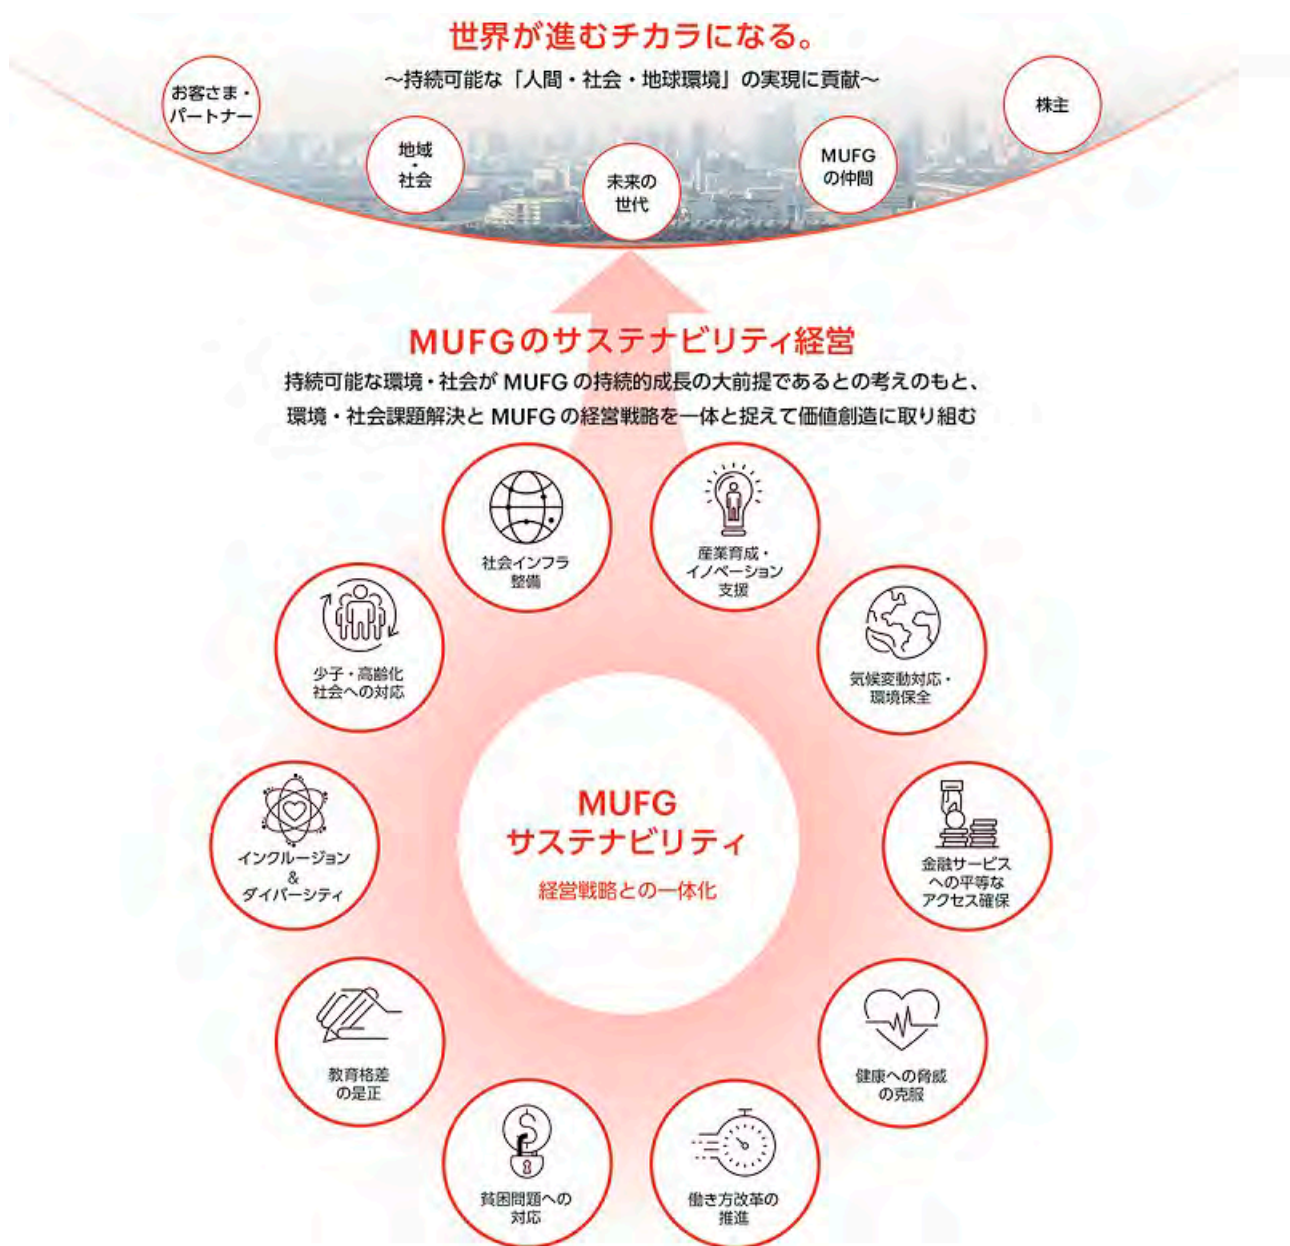 世界が進むチカラになる。
～持続可能な「人間・社会・地球環境」の実現に貢献～
お客さま・
パートナー
地域
・
社会
未来の
世代
MUFG
の仲間
株主
MUFGのサステナビリティ経営
持続可能な環境・社会が MUFG の持続的成長の大前提であるとの考えのもと、
環境・社会課題解決と MUFG の経営戦略を一体と捉えて価値創造に取り組む
社会インフラ
整備
産業育成・
イノベーション
支援
少子・高齢化
社会への対応
気候変動対応・
環境保全
インクルージョン
&
ダイバーシティ
MUFG
サステナビリティ
経営戦略との一体化
金融サービス
への平等な
アクセス確保
教育格差
の是正
健康への脅威
の克服
貧困問題への
対応
働き方改革の
推進